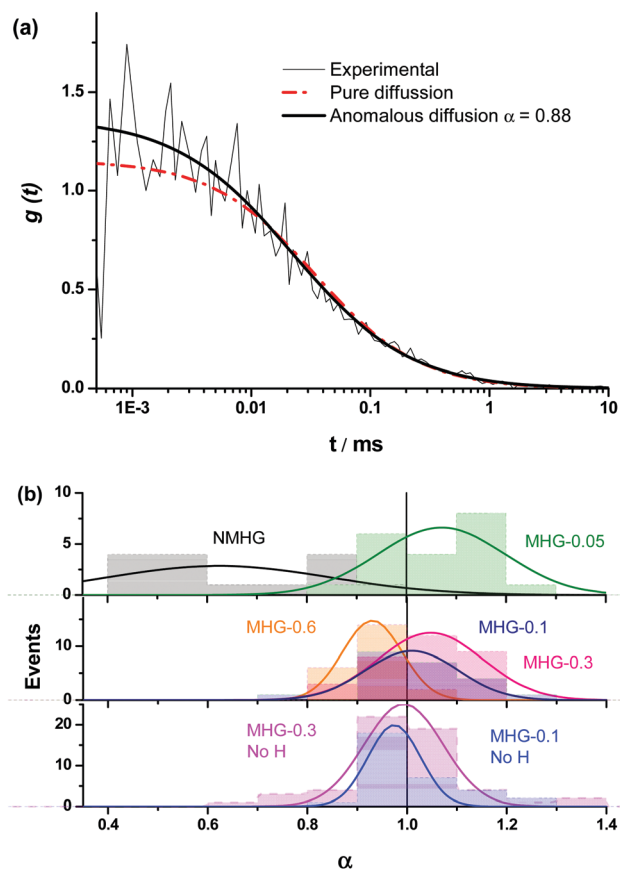 (a)
Experimental
Pure diffussion
Anomalous diffusion α = 0.88
g (t)
1.5
1.0
0.5
0.0
1E-3 0.01 0.1 1 10
t / ms
(b)
10
5
0
NMHG
MHG-0.05
10
0
MHG-0.6
MHG-0.1
MHG-0.3
Events
20
10
0
MHG-0.3
No H
MHG-0.1
No H
0.4 0.6 0.8 1.0 1.2 1.4
α